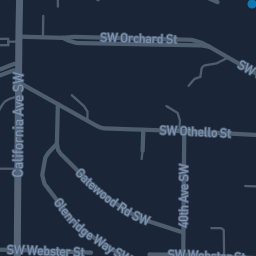 SW Orchard St
SW
California Ave SW
SW Othello St
Gatewood Rd SW
40th Ave SW
Glenridge Way SW
SW Webster St
SW Webster St